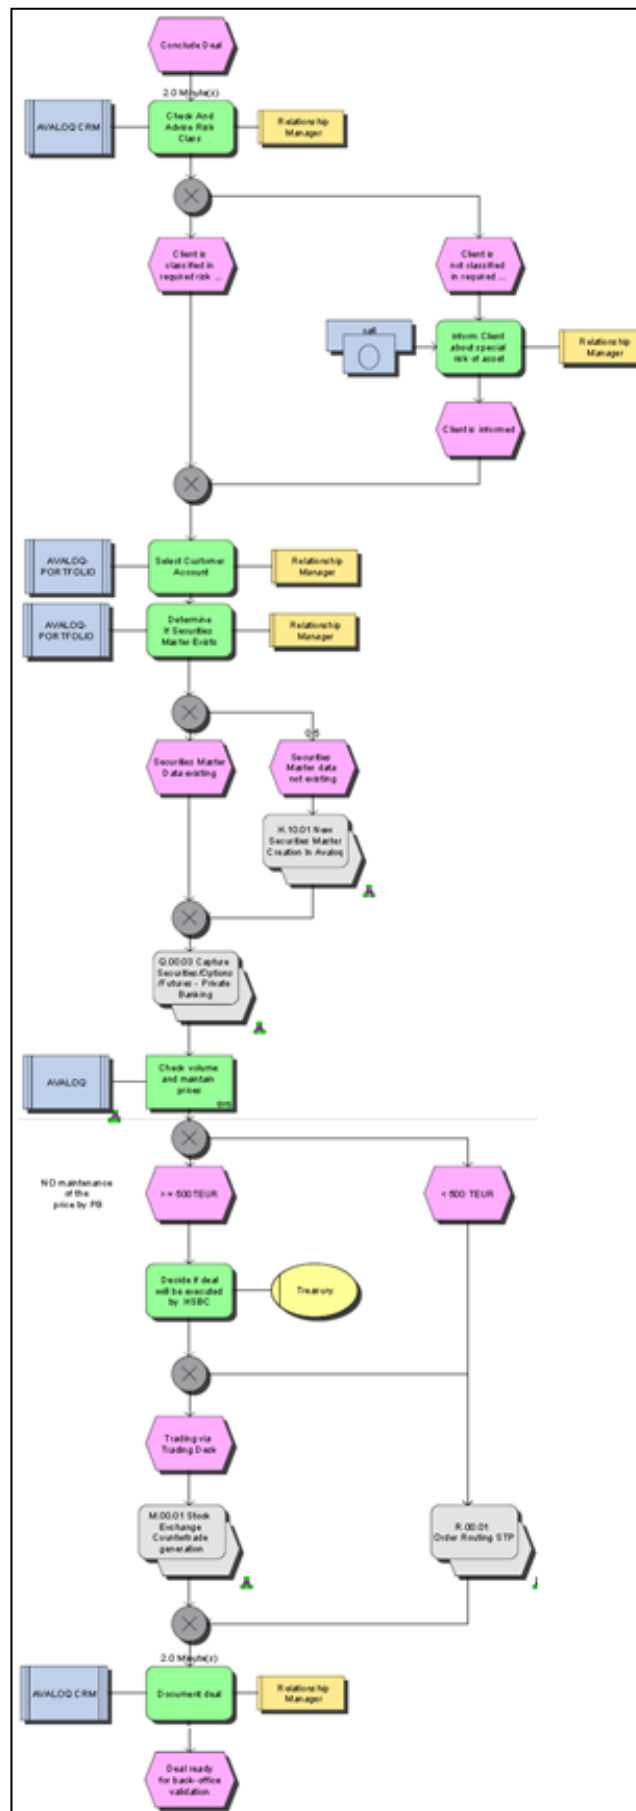 Conclude Deal
2.0 Minute(s)
AVALOQ CRM
Check And
Advise Risk
Class
Relationship
Manager
Client is
classified in
required risk ...
Client is
not classified
in required ...
call
inform Client
about special
risk of asset
Relationship
Manager
Client is informed
AVALOQ-
PORTFOLIO
Select Customer
Account
Relationship
Manager
AVALOQ-
PORTFOLIO
Determine
If Securities
Master Exists
Relationship
Manager
Securities Master
Data existing
Securities
Master data
not existing
H.10.01 New
Securities Master
Creation In Avaloq
Q.00.03 Capture
Securities/Options
/Futures - Private
Banking
AVALOQ
Check volume
and maintain
prices
NO maintenance
of the
price by PB
>= 500 TEUR
< 500 TEUR
Decide if deal
will be executed
by HSBC
Treasury
Trading via
Trading Desk
M.00.01 Stock
Exchange
Countertrade
generation
R.00.01
Order Routing STP
2.0 Minute(s)
AVALOQ CRM
Document deal
Relationship
Manager
Deal ready
for back-office
validation